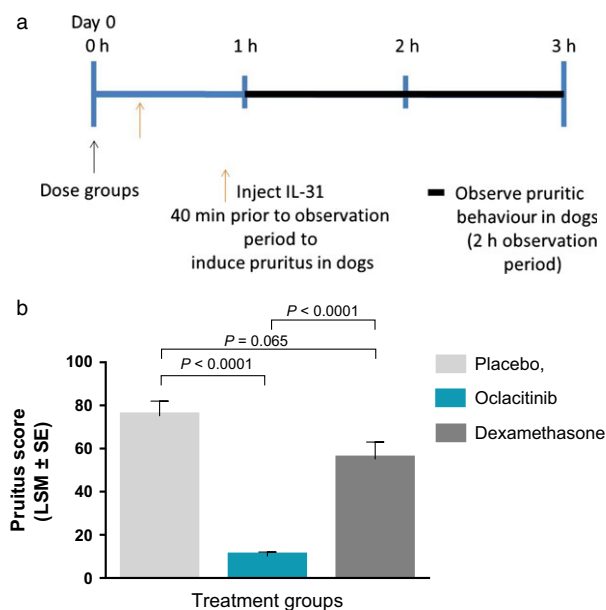 a
Day 0
0 h
1 h
2 h
3 h
Dose groups
Inject IL-31
40 min prior to observation
period to
induce pruritus in dogs
Observe pruritic
behaviour in dogs
(2 h observation
period)
b
P < 0.0001
P = 0.065
P < 0.0001
100
80
60
40
20
0
Pruitus score
(LSM ± SE)
Treatment groups
Placebo,
Oclacitinib
Dexamethasone